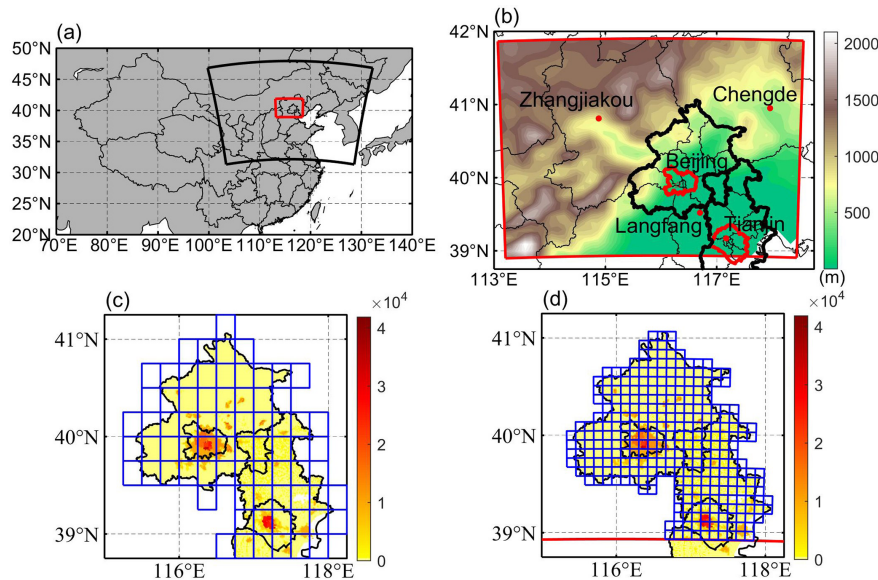 (a)
50°N
45°N
40°N
35°N
30°N
25°N
20°N
70°E 80°E 90°E 100°E 110°E 120°E 130°E 140°E
(b)
42°N
41°N
40°N
39°N
113°E 115°E 117°E
Zhangjiakou
Chengde
Beijing
Langfang
Tianjin
2000
1500
1000
500
(m)
(c)
41°N
40°N
39°N
116°E 118°E
×10⁴
4
3
2
1
0
(d)
41°N
40°N
39°N
116°E 118°E
×10⁴
4
3
2
1
0